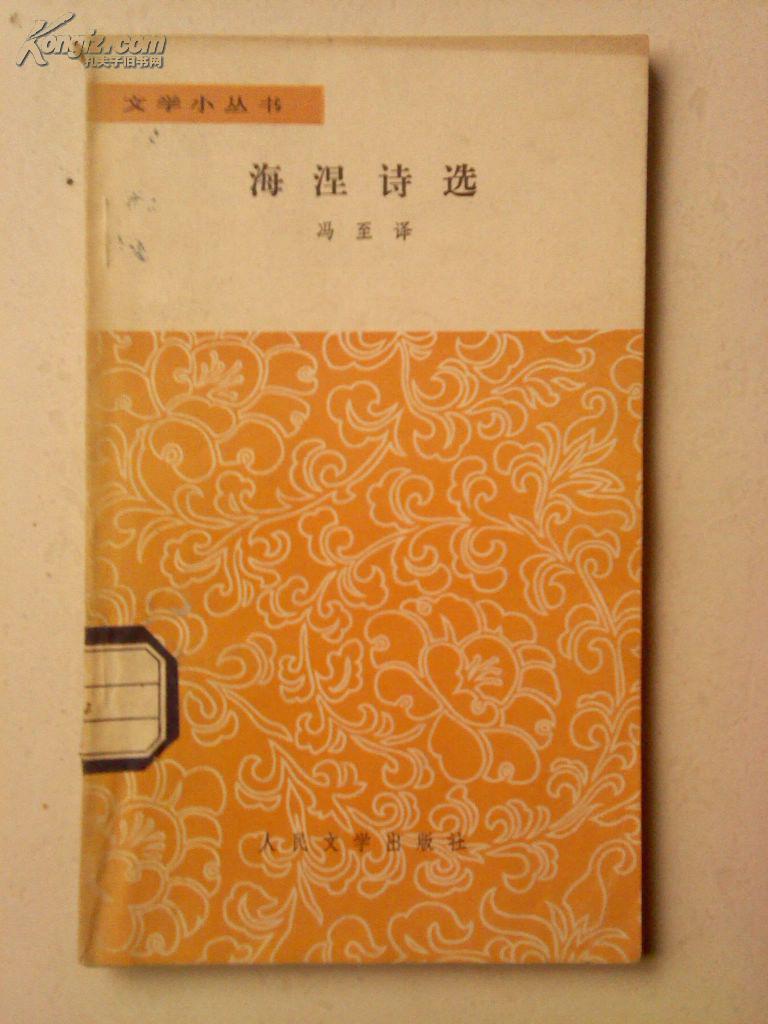 Kongfz.com
孔夫子旧书网
文学小丛书
海涅诗选
冯至译
人民文学出版社